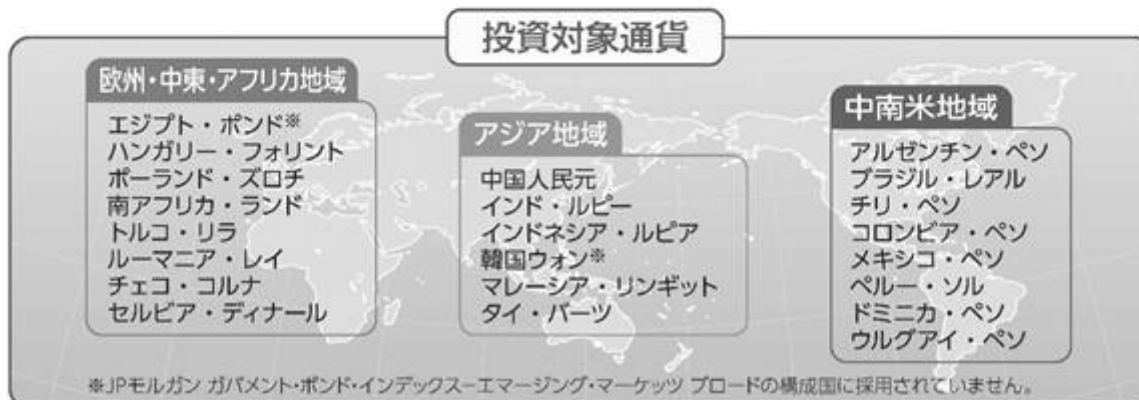 投資対象通貨
欧州・中東・アフリカ地域
エジプト・ポンド※
ハンガリー・フォリント
ポーランド・ズロチ
南アフリカ・ランド
トルコ・リラ
ルーマニア・レイ
チェコ・コルナ
セルビア・ディナール
アジア地域
中国人民元
インド・ルピー
インドネシア・ルピア
韓国ウォン※
マレーシア・リンギット
タイ・バーツ
中南米地域
アルゼンチン・ペソ
ブラジル・レアル
チリ・ペソ
コロンビア・ペソ
メキシコ・ペソ
ペルー・ソル
ドミニカ・ペソ
ウルグアイ・ペソ
※JPモルガン ガバメント・ボンド・インデックス-エマージング・マーケッツ ブロードの構成国に採用されていません。